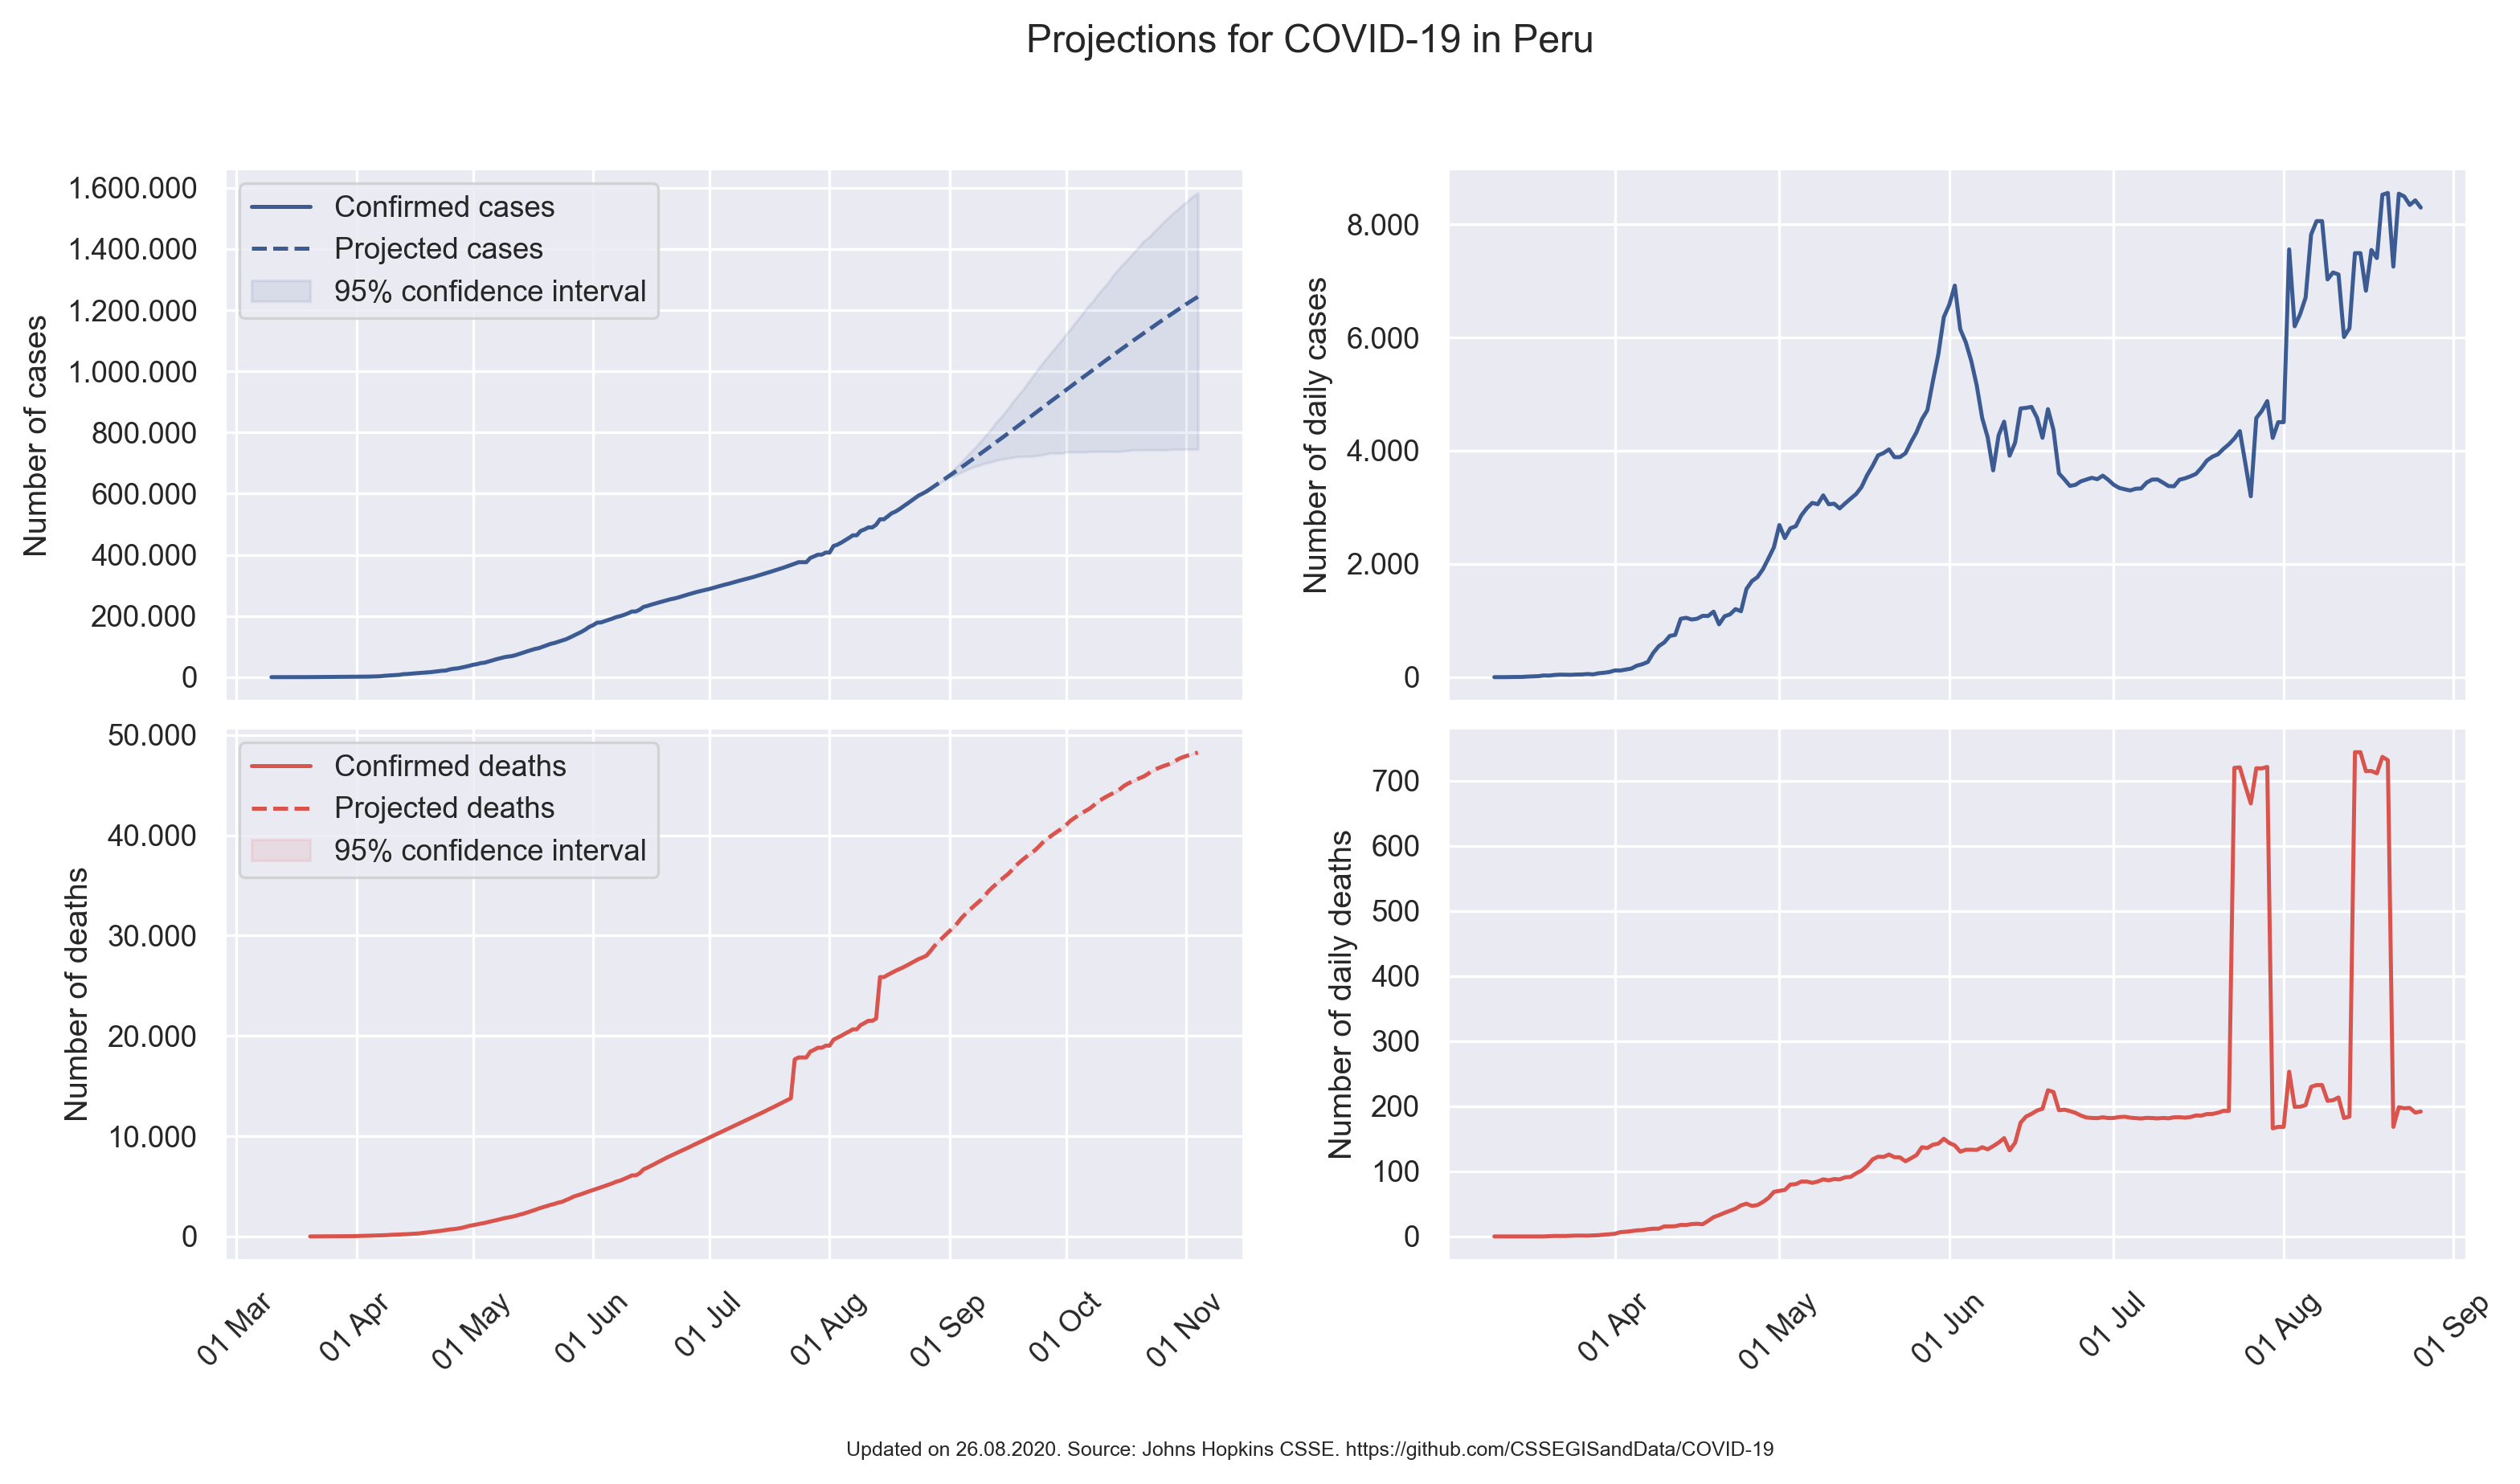 Projections for COVID-19 in Peru
Number of cases
1.600.000
1.400.000
1.200.000
1.000.000
800.000
600.000
400.000
200.000
0
Confirmed cases
Projected cases
95% confidence interval
Number of daily cases
8.000
6.000
4.000
2.000
0
Number of deaths
50.000
40.000
30.000
20.000
10.000
0
Confirmed deaths
Projected deaths
95% confidence interval
01 Mar
01 Apr
01 May
01 Jun
01 Jul
01 Aug
01 Sep
01 Oct
01 Nov
Number of daily deaths
700
600
500
400
300
200
100
0
01 Apr
01 May
01 Jun
01 Jul
01 Aug
01 Sep
Updated on 26.08.2020. Source: Johns Hopkins CSSE. https://github.com/CSSEGISandData/COVID-19